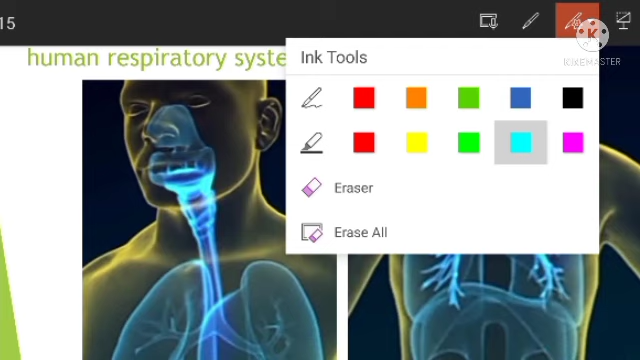 15
K
KINEMASTER
human respiratory syste
Ink Tools
Eraser
Erase All